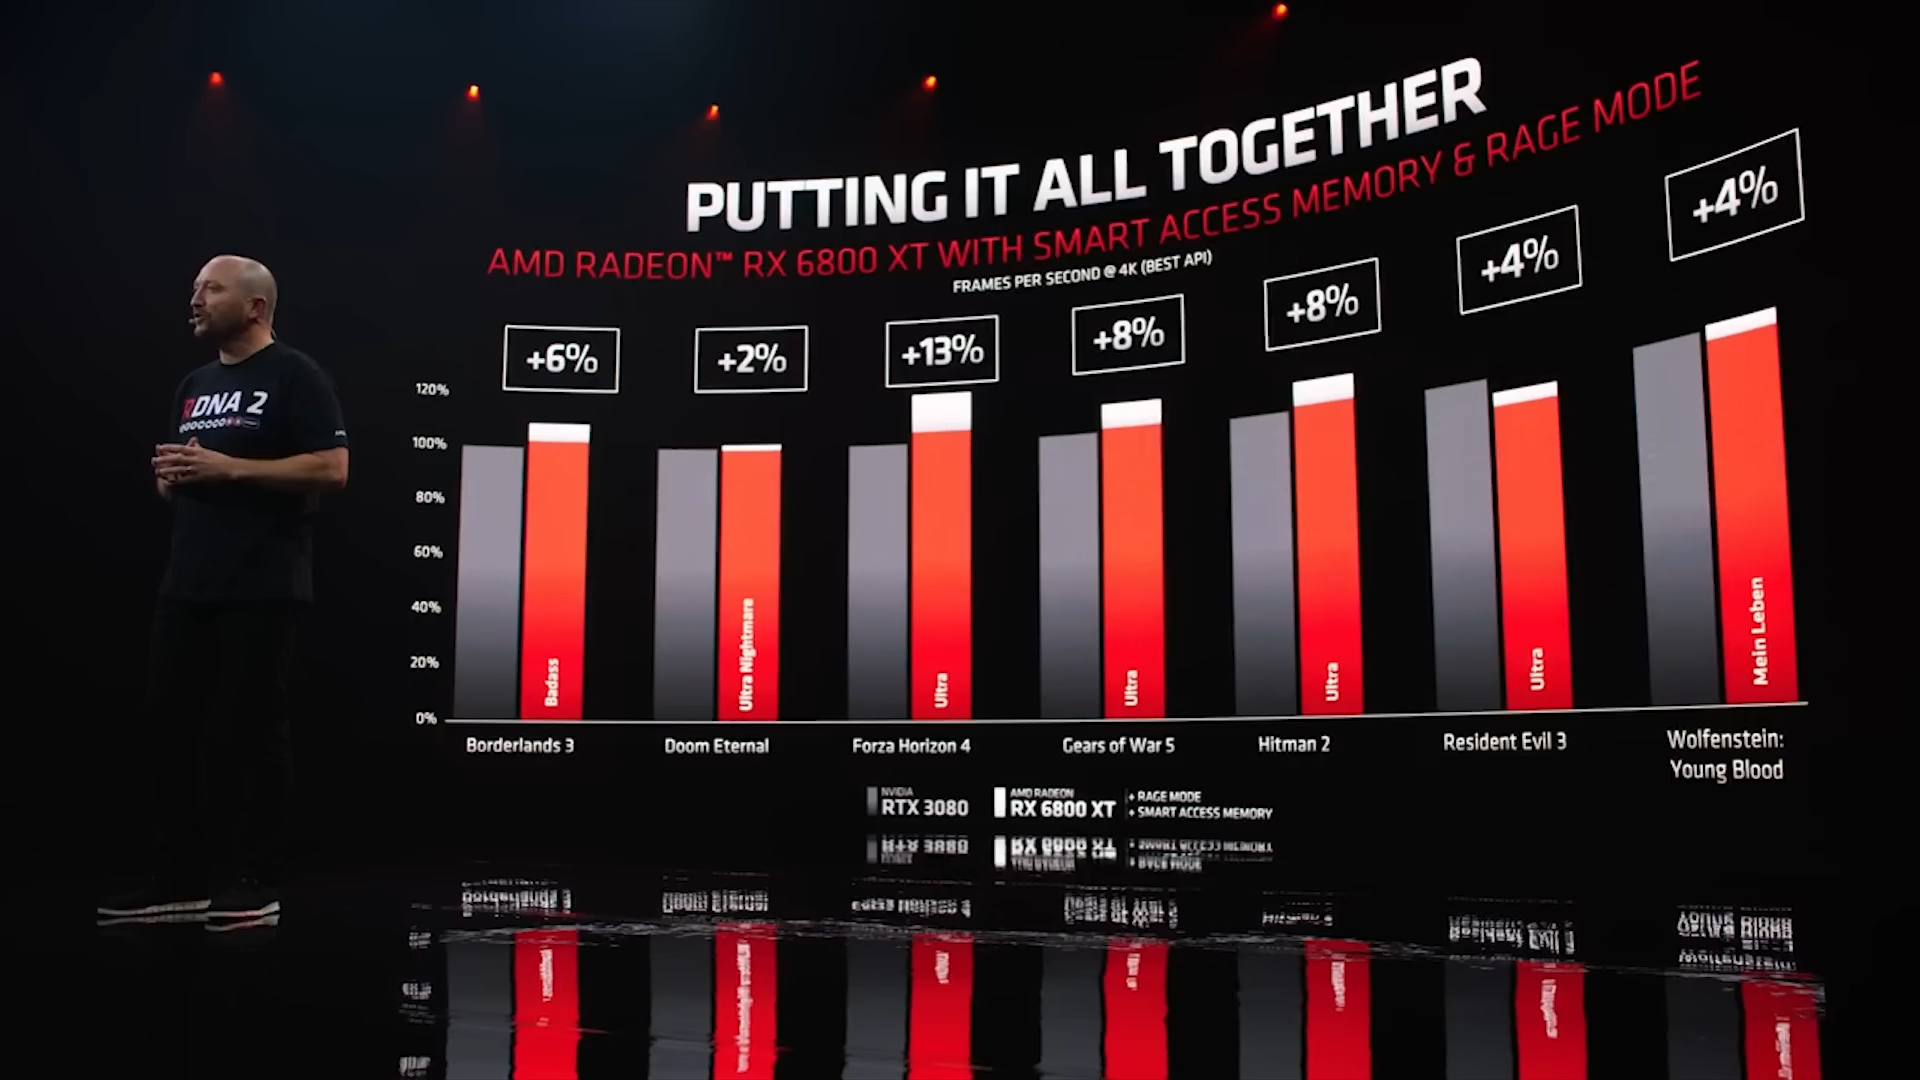 PUTTING IT ALL TOGETHER
AMD RADEON™ RX 6800 XT WITH SMART ACCESS MEMORY & RAGE MODE
FRAMES PER SECOND @ 4K (BEST API)
+6%
+2%
+13%
+8%
+8%
+4%
+4%
120%
100%
80%
60%
40%
20%
0%
Badass
Ultra Nightmare
Ultra
Ultra
Ultra
Ultra
Mein Leben
Borderlands 3
Doom Eternal
Forza Horizon 4
Gears of War 5
Hitman 2
Resident Evil 3
Wolfenstein:
Young Blood
NVIDIA
RTX 3080
AMD RADEON
RX 6800 XT
+ RAGE MODE
+ SMART ACCESS MEMORY
RDNA 2